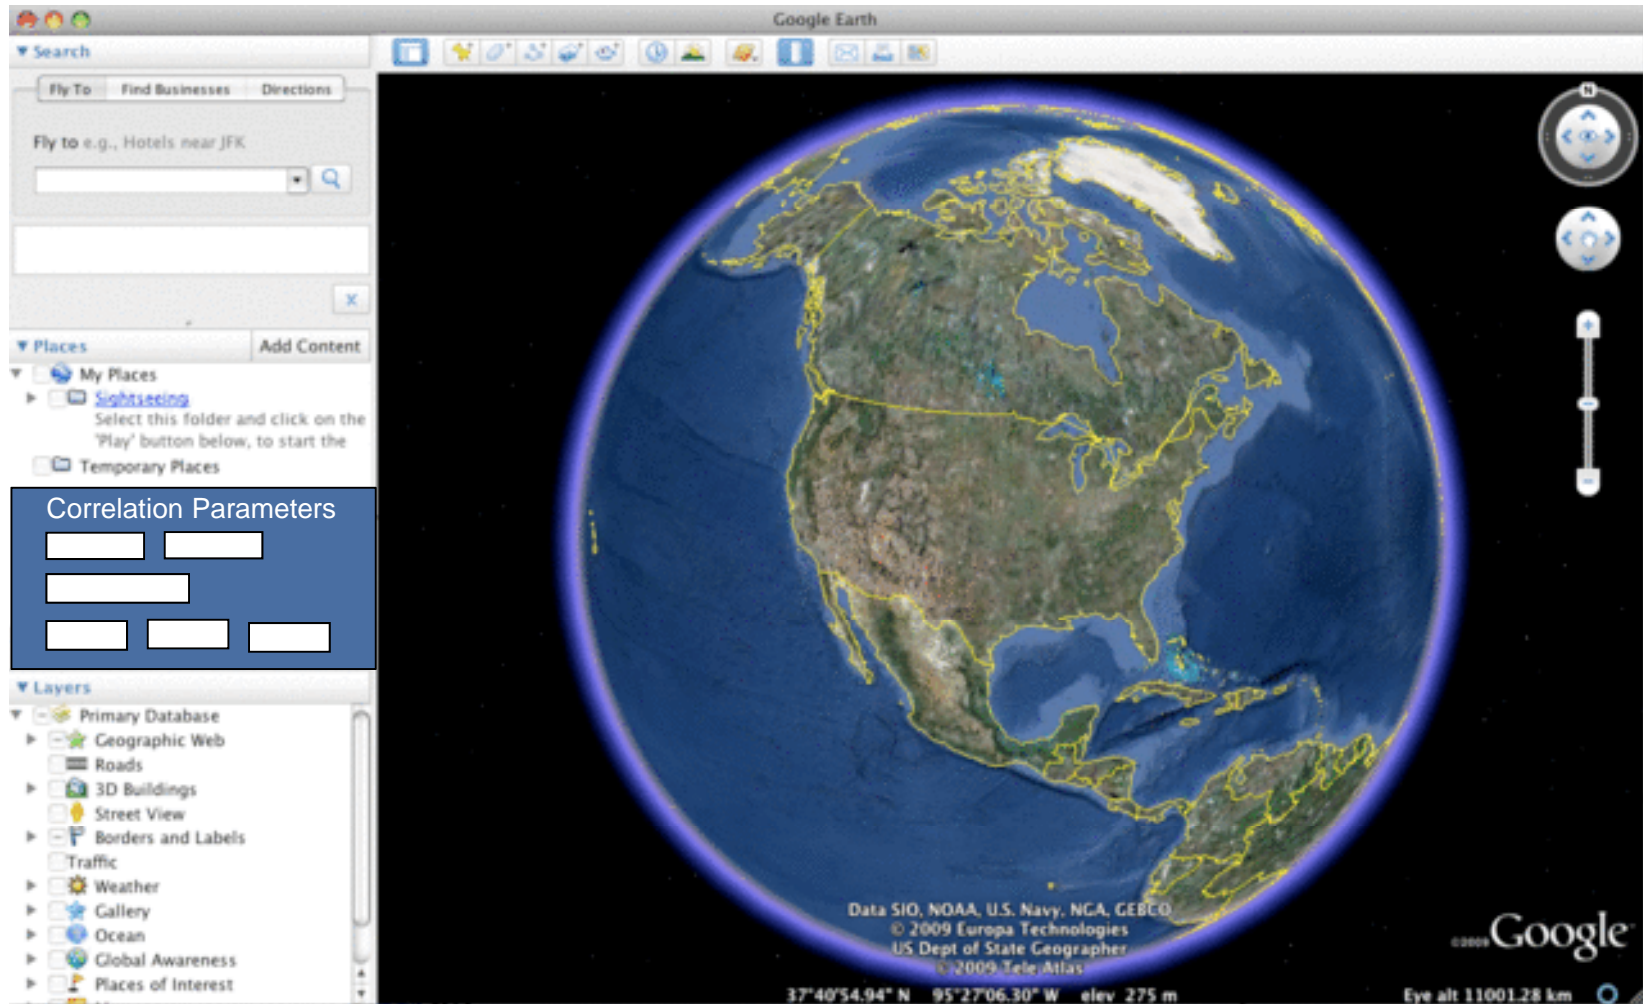 Google Earth
Search
Fly To Find Businesses Directions
Fly to e.g., Hotels near JFK
Places Add Content
My Places
Sightseeing
Select this folder and click on the
'Play' button below, to start the
Temporary Places
Correlation Parameters
Layers
Primary Database
Geographic Web
Roads
3D Buildings
Street View
Borders and Labels
Traffic
Weather
Gallery
Ocean
Global Awareness
Places of Interest
N
Data SIO, NOAA, U.S. Navy, NGA, GEBCO
© 2009 Europa Technologies
US Dept of State Geographer
© 2009 Tele Atlas
©2009 Google
37°40'54.94" N 95°27'06.30" W elev 275 m
Eye alt 11001.28 km